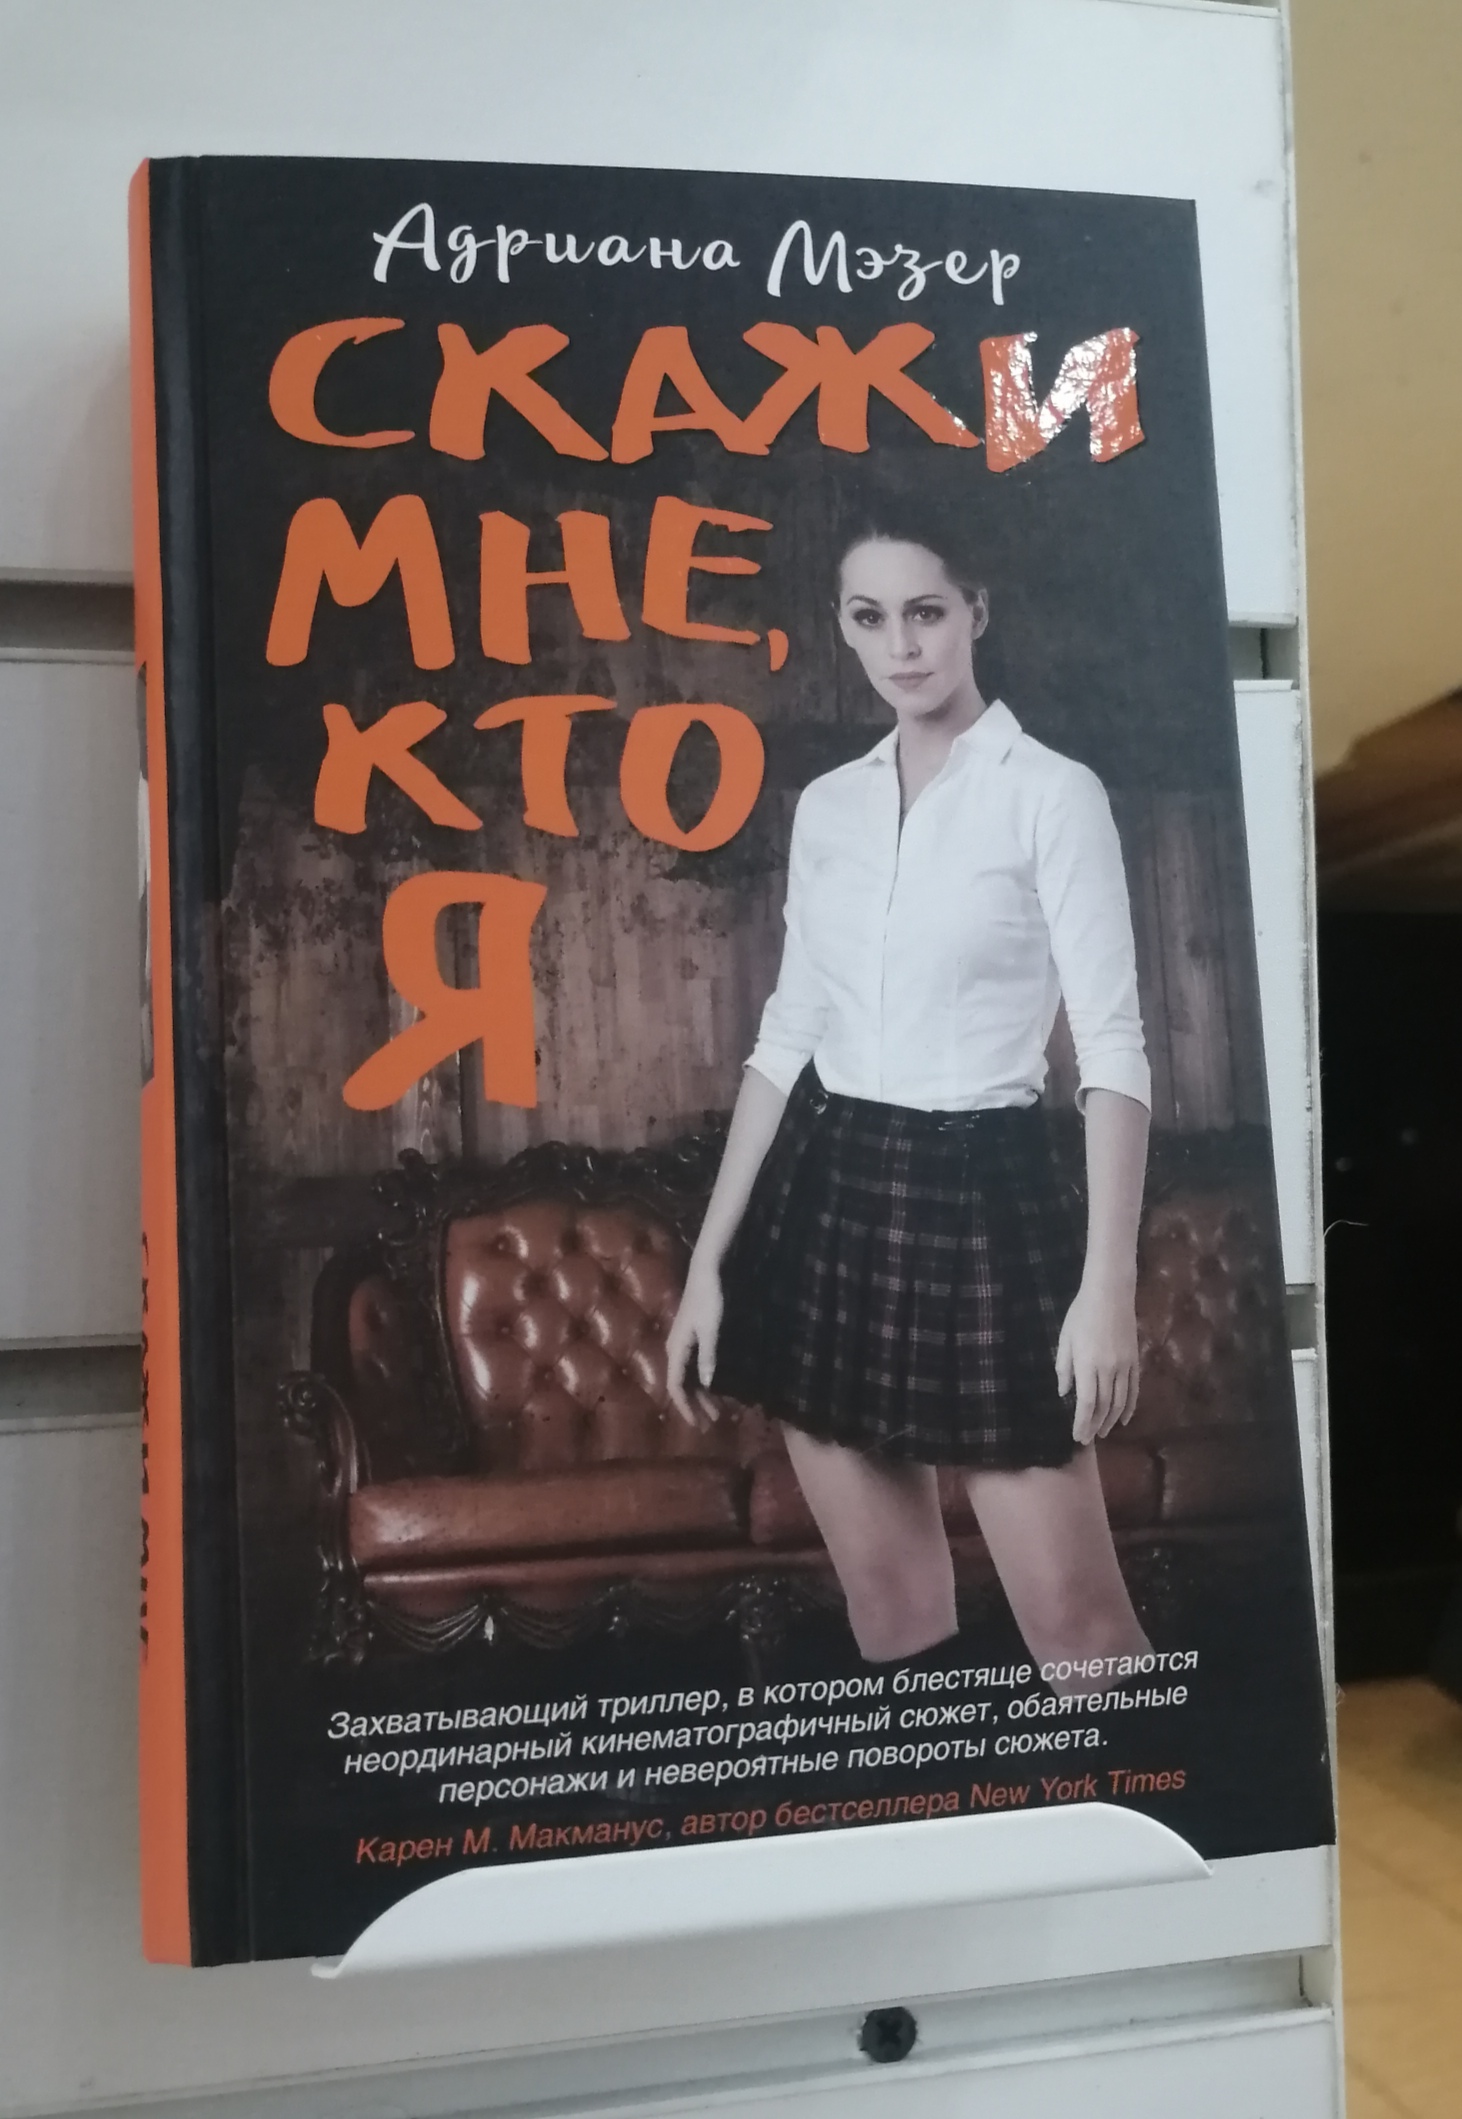 Адриана Мэзер
СКАЖИ
МНЕ,
КТО
Я
Захватывающий триллер, в котором блестяще сочетаются
неординарный кинематографичный сюжет, обаятельные
персонажи и невероятные повороты сюжета.
Карен М. Макманус, автор бестселлера New York Times